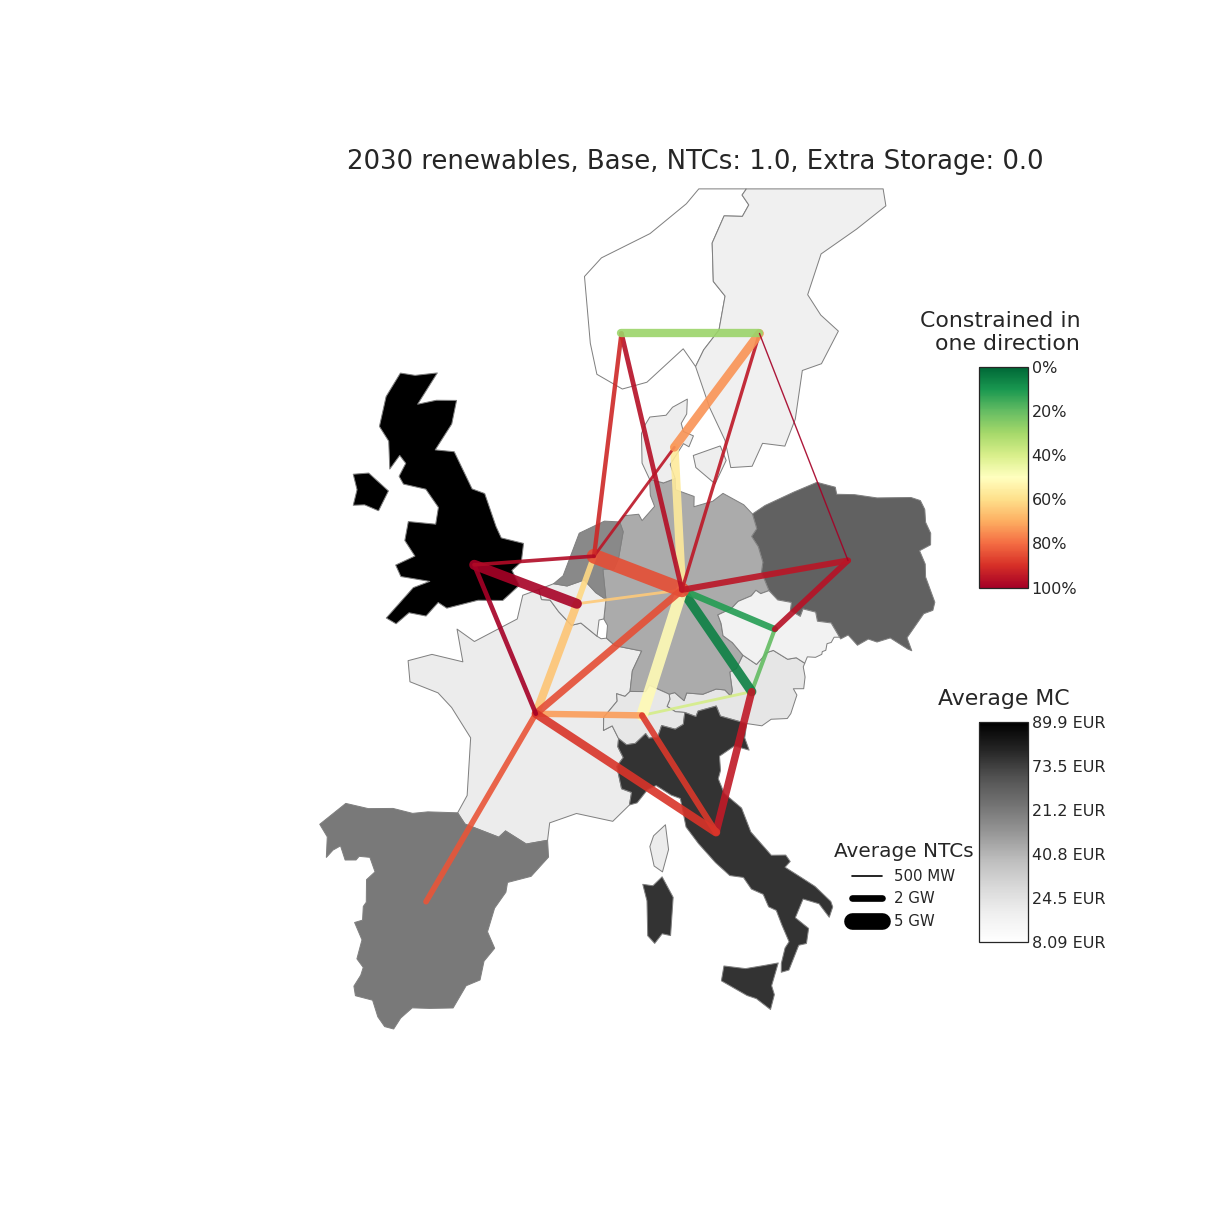 2030 renewables, Base, NTCs: 1.0, Extra Storage: 0.0
Constrained in
one direction
0%
20%
40%
60%
80%
100%
Average MC
89.9 EUR
73.5 EUR
21.2 EUR
40.8 EUR
24.5 EUR
8.09 EUR
Average NTCs
500 MW
2 GW
5 GW